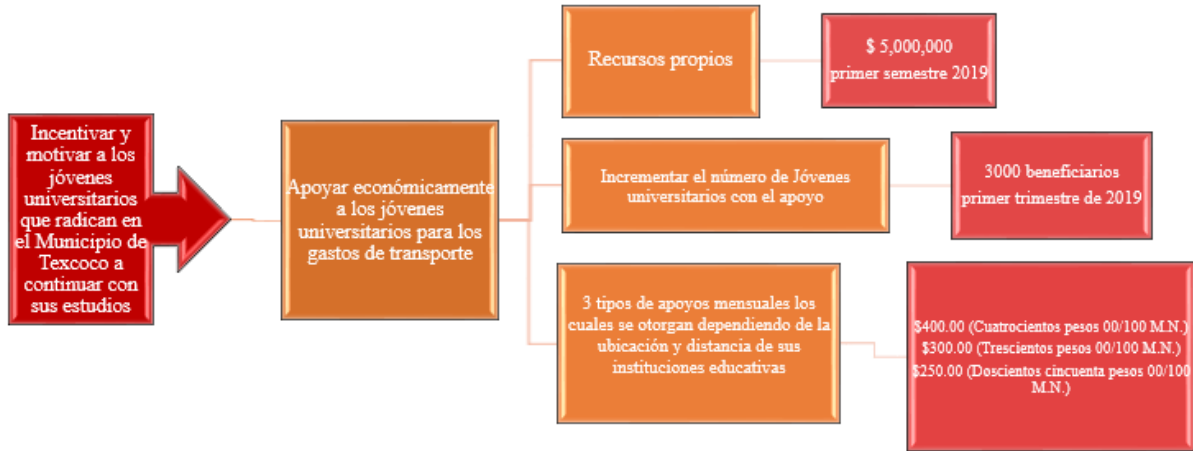 Incentivar y
motivar a los
jóvenes
universitarios
que radican en
el Municipio de
Texcoco a
continuar con
sus estudios
Apoyar económicamente
a los jóvenes
universitarios para los
gastos de transporte
Recursos propios
$ 5,000,000
primer semestre 2019
Incrementar el número de Jóvenes
universitarios con el apoyo
3000 beneficiarios
primer trimestre de 2019
3 tipos de apoyos mensuales los
cuales se otorgan dependiendo de la
ubicación y distancia de sus
instituciones educativas
$400.00 (Cuatrocientos pesos 00/100 M.N.)
$300.00 (Trescientos pesos 00/100 M.N.)
$250.00 (Doscientos cincuenta pesos 00/100
M.N.)